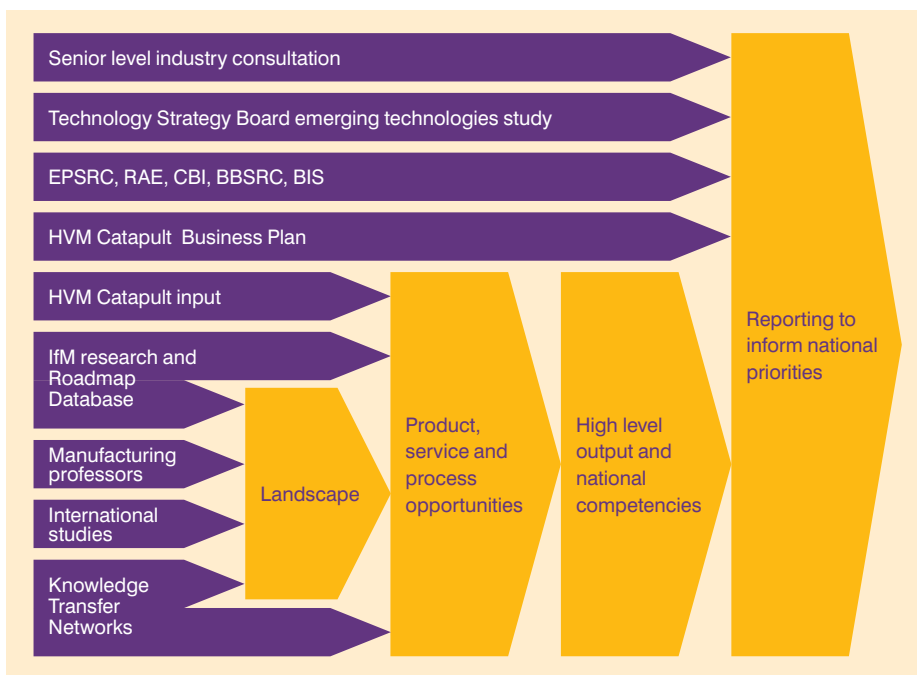 Senior level industry consultation
Technology Strategy Board emerging technologies study
EPSRC, RAE, CBI, BBSRC, BIS
HVM Catapult  Business Plan
HVM Catapult input
IfM research and
Roadmap
Database
Manufacturing
professors
International
studies
Knowledge
Transfer
Networks
Landscape
Product,
service and
process
opportunities
High level
output and
national
competencies
Reporting to
inform national
priorities